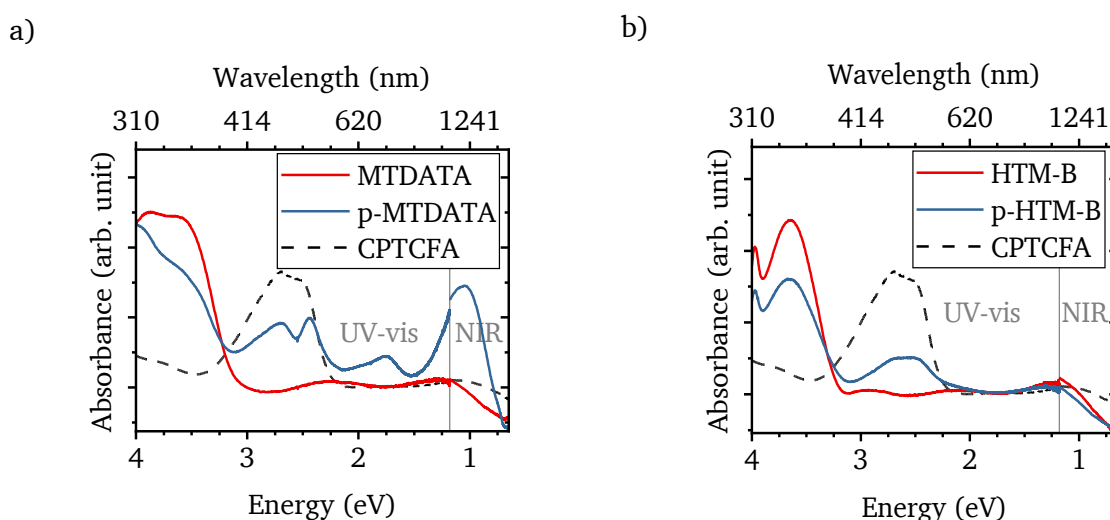 a)
Wavelength (nm)
310 414 620 1241
MTDATA
p-MTDATA
CPTCFA
UV-vis NIR
Absorbance (arb. unit)
4 3 2 1
Energy (eV)
b)
Wavelength (nm)
310 414 620 1241
HTM-B
p-HTM-B
CPTCFA
UV-vis NIR
Absorbance (arb. unit)
4 3 2 1
Energy (eV)